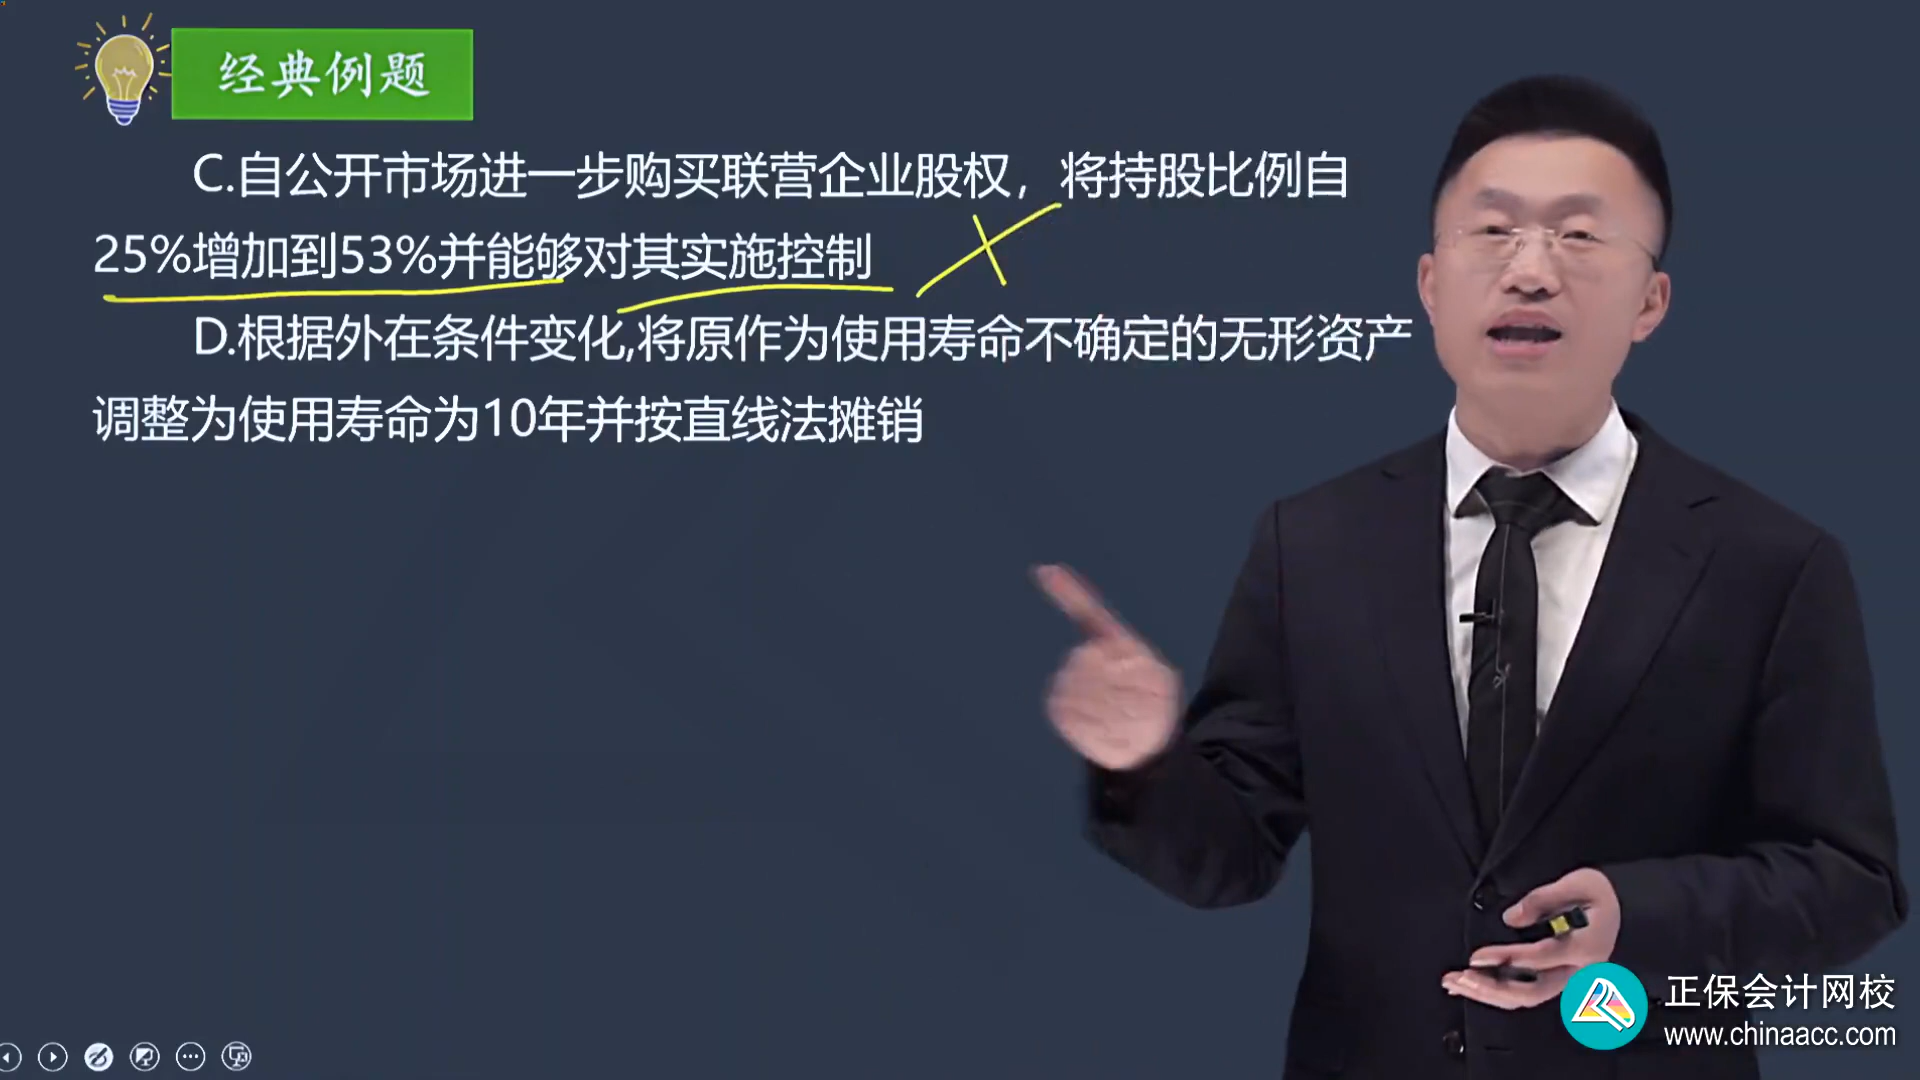 经典例题
C.自公开市场进一步购买联营企业股权，将持股比例自
25%增加到53%并能够对其实施控制
D.根据外在条件变化,将原作为使用寿命不确定的无形资产
调整为使用寿命为10年并按直线法摊销
正保会计网校
www.chinaacc.com